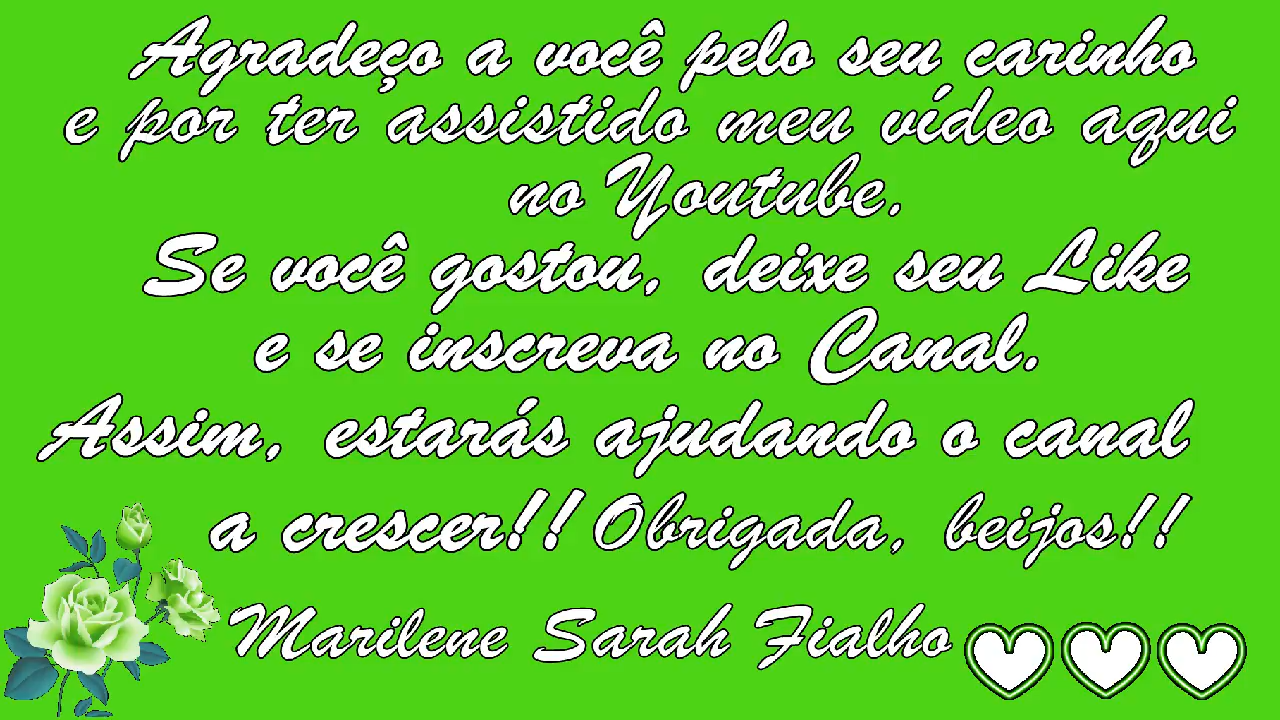 Agradeço a você pelo seu carinho
e por ter assistido meu vídeo aqui
no Youtube.
Se você gostou, deixe seu Like
e se inscreva no Canal.
Assim, estarás ajudando o canal
a crescer!! Obrigada, beijos!!
Marilene Sarah Fialho